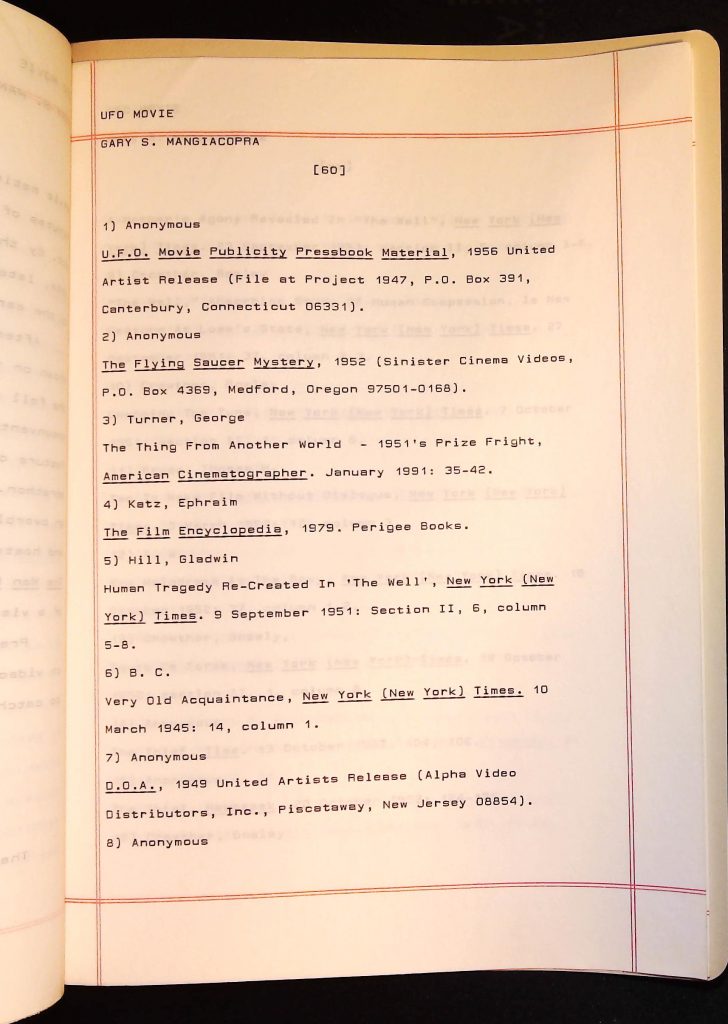 UFO MOVIE
GARY S. MANGIACOPRA
[60]
1) Anonymous
U.F.O. Movie Publicity Pressbook Material, 1956 United
Artist Release (File at Project 1947, P.O. Box 391,
Canterbury, Connecticut 06331).
2) Anonymous
The Flying Saucer Mystery, 1952 (Sinister Cinema Videos,
P.O. Box 4369, Medford, Oregon 97501-0168).
3) Turner, George
The Thing From Another World - 1951's Prize Fright,
American Cinematographer. January 1991: 35-42.
4) Katz, Ephraim
The Film Encyclopedia, 1979. Perigee Books.
5) Hill, Gladwin
Human Tragedy Re-Created In 'The Well', New York (New
York) Times. 9 September 1951: Section II, 6, column
5-8.
6) B. C.
Very Old Acquaintance, New York (New York) Times. 10
March 1945: 14, column 1.
7) Anonymous
D.O.A., 1949 United Artists Release (Alpha Video
Distributors, Inc., Piscataway, New Jersey 08854).
8) Anonymous